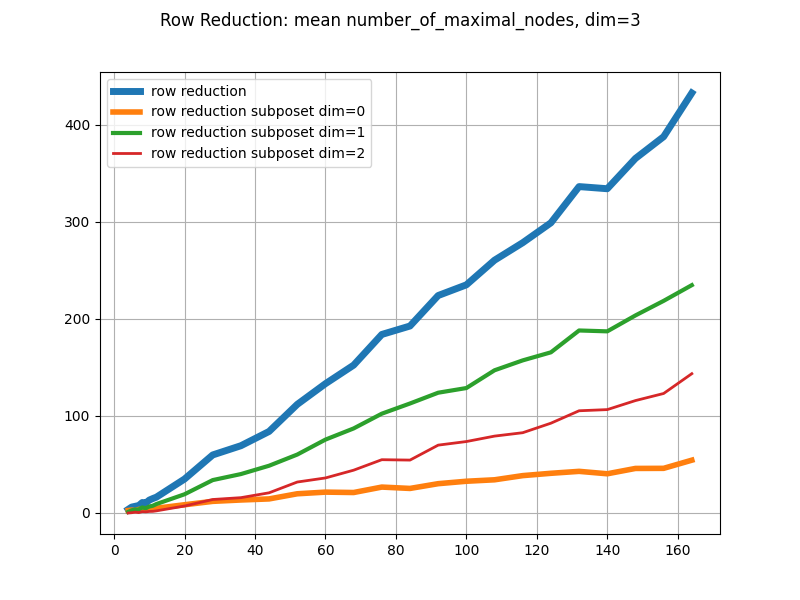 Row Reduction: mean number_of_maximal_nodes, dim=3
row reduction
row reduction subposet dim=0
row reduction subposet dim=1
row reduction subposet dim=2
400
300
200
100
0
0 20 40 60 80 100 120 140 160